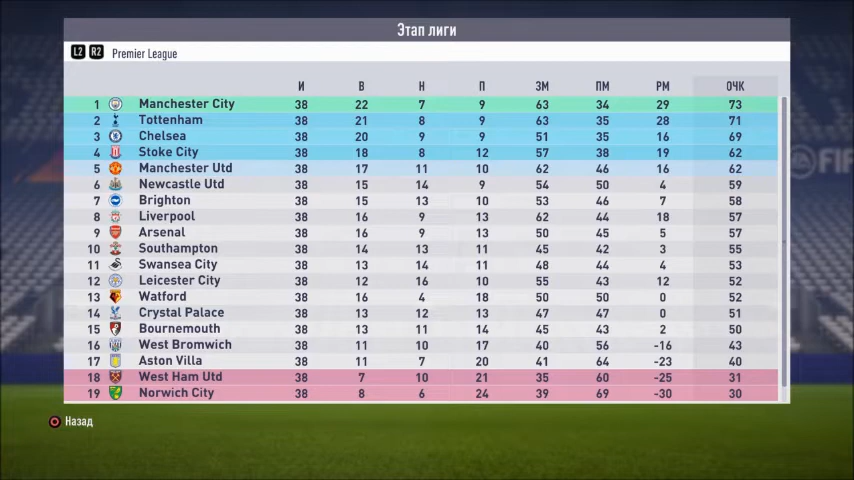 Этап лиги
L2 R2 Premier League
И В Н П ЗМ ПМ РМ ОЧК
1 Manchester City 38 22 7 9 63 34 29 73
2 Tottenham 38 21 8 9 63 35 28 71
3 Chelsea 38 20 9 9 51 35 16 69
4 Stoke City 38 18 8 12 57 38 19 62
5 Manchester Utd 38 17 11 10 62 46 16 62
6 Newcastle Utd 38 15 14 9 54 50 4 59
7 Brighton 38 15 13 10 53 46 7 58
8 Liverpool 38 16 9 13 62 44 18 57
9 Arsenal 38 16 9 13 50 45 5 57
10 Southampton 38 14 13 11 45 42 3 55
11 Swansea City 38 13 14 11 48 44 4 53
12 Leicester City 38 12 16 10 55 43 12 52
13 Watford 38 16 4 18 50 50 0 52
14 Crystal Palace 38 13 12 13 47 47 0 51
15 Bournemouth 38 13 11 14 45 43 2 50
16 West Bromwich 38 11 10 17 40 56 -16 43
17 Aston Villa 38 11 7 20 41 64 -23 40
18 West Ham Utd 38 7 10 21 35 60 -25 31
19 Norwich City 38 8 6 24 39 69 -30 30
Назад
EA FIF